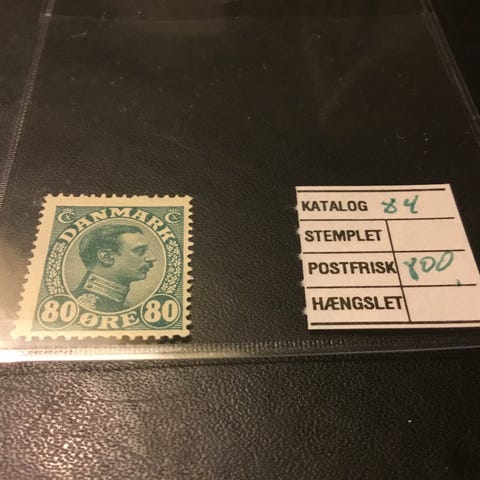 DANMARK
80 ØRE 80
KATALOG 84
STEMPLET
POSTFRISK 800
HÆNGSLET